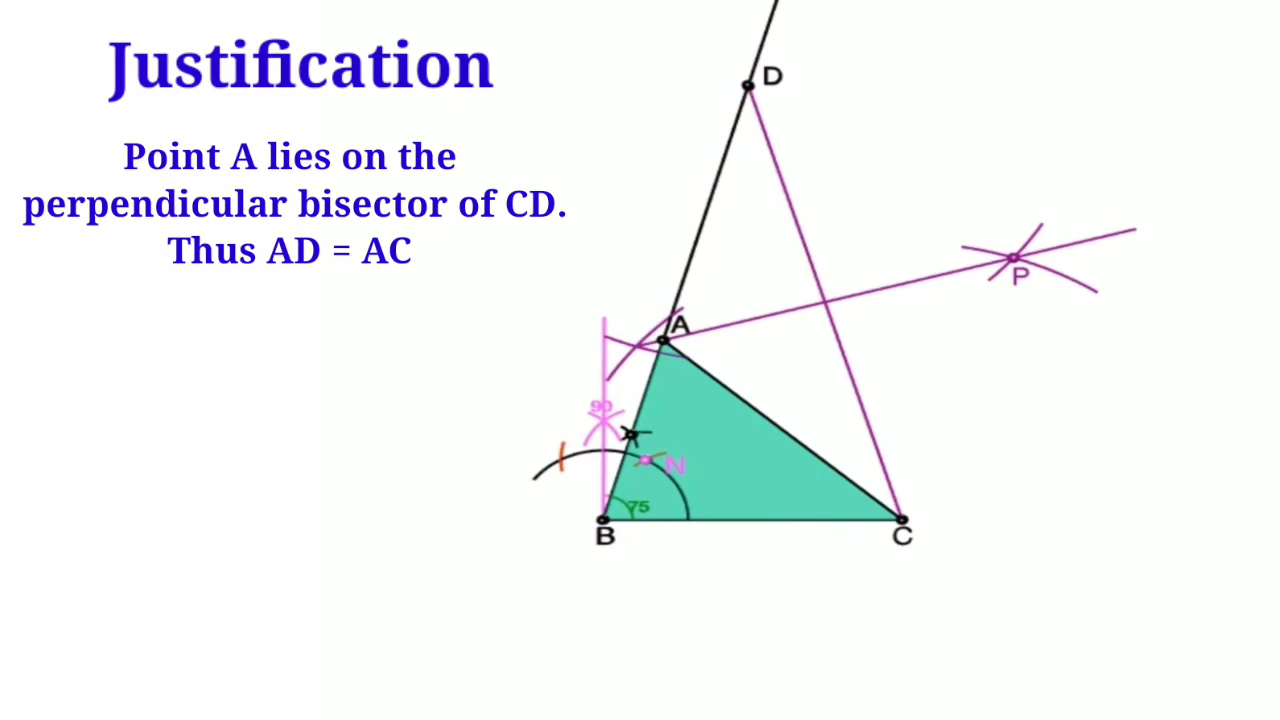 Justification
Point A lies on the
perpendicular bisector of CD.
Thus AD = AC
D
P
A
90
N
75
B
C